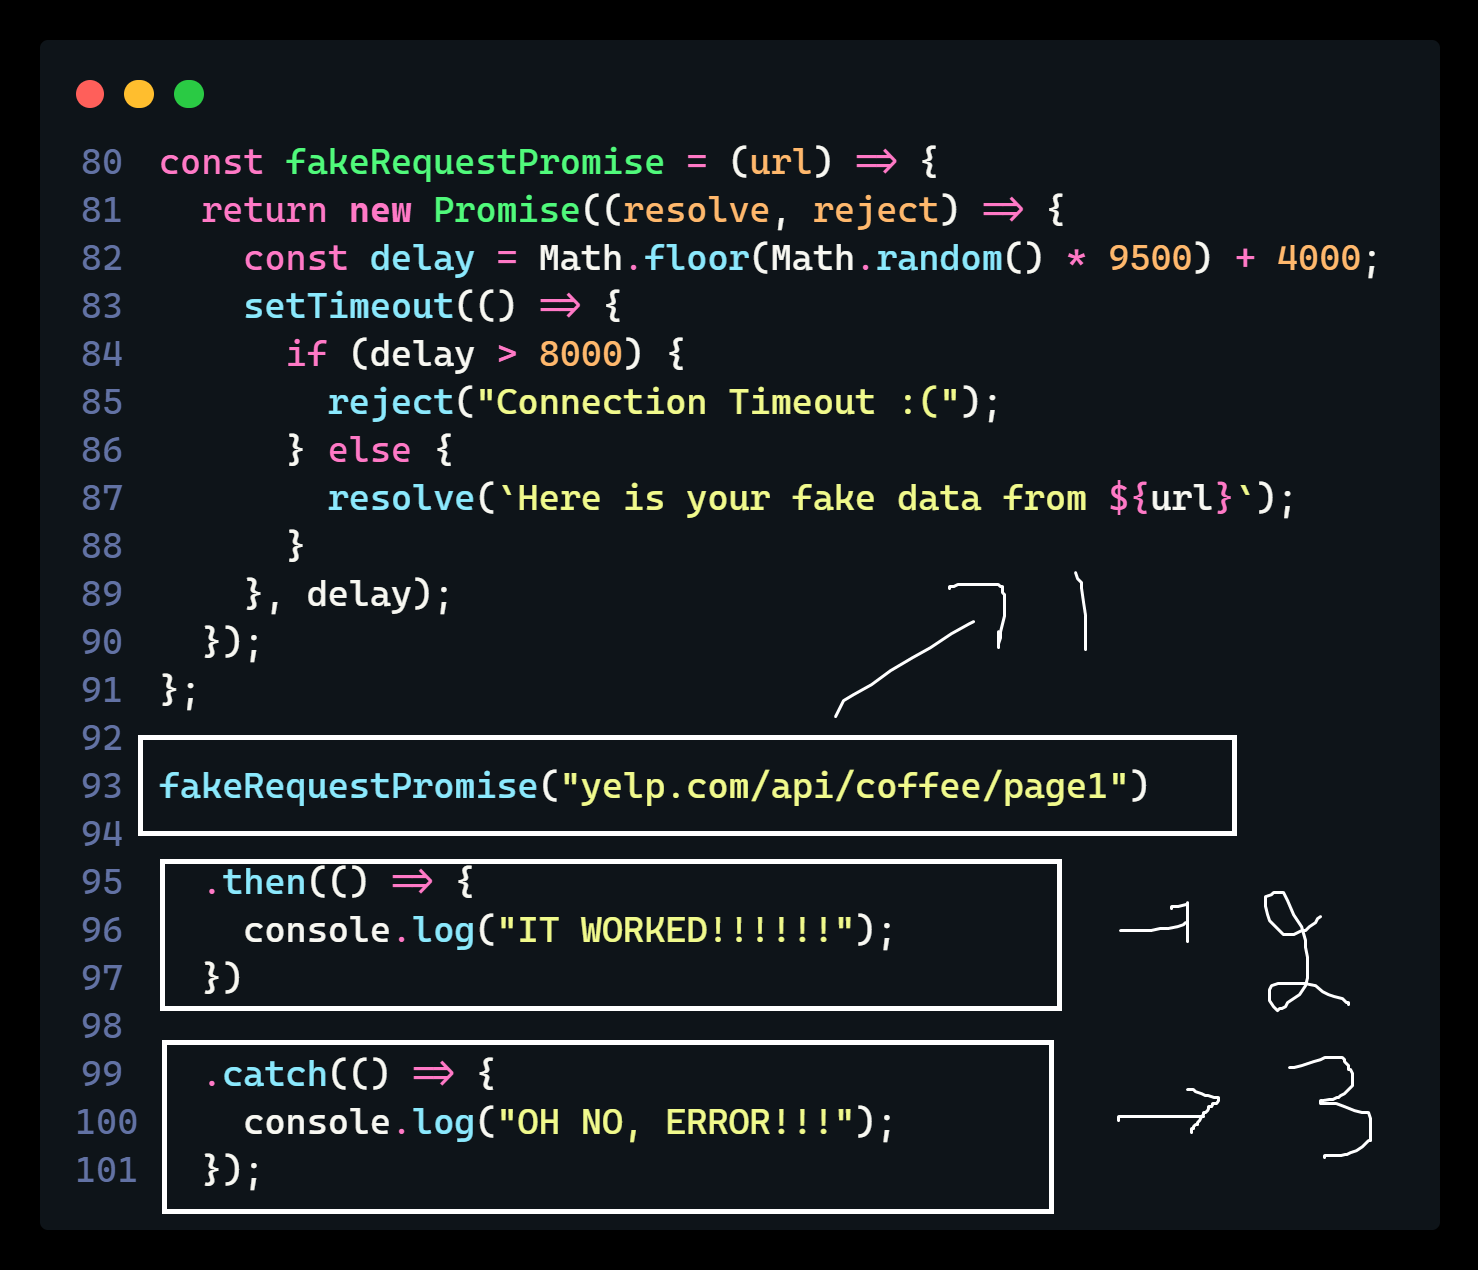 80 const fakeRequestPromise = (url) => {
81 return new Promise((resolve, reject) => {
82 const delay = Math.floor(Math.random() * 9500) + 4000;
83 setTimeout(() => {
84 if (delay > 8000) {
85 reject("Connection Timeout :(");
86 } else {
87 resolve(`Here is your fake data from ${url}`);
88 }
89 }, delay);
90 });
1
91 };
92
93 fakeRequestPromise("yelp.com/api/coffee/page1")
94
95 .then(() => {
96 console.log("IT WORKED!!!!!!");
2
97 })
98
99 .catch(() => {
100 console.log("OH NO, ERROR!!!");
3
101 });